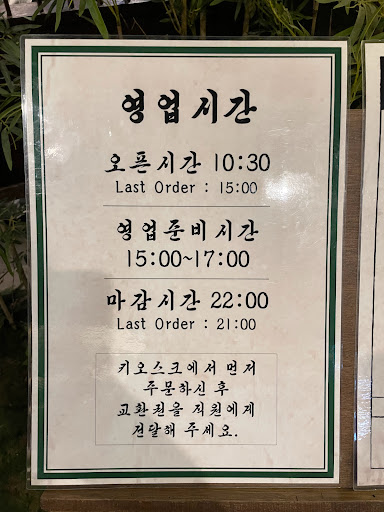 영업시간
오픈시간 10:30
Last Order : 15:00
영업준비시간
15:00~17:00
마감시간 22:00
Last Order : 21:00
키오스크에서 먼저
주문하신 후
교환권을 직원에게
전달해 주세요.